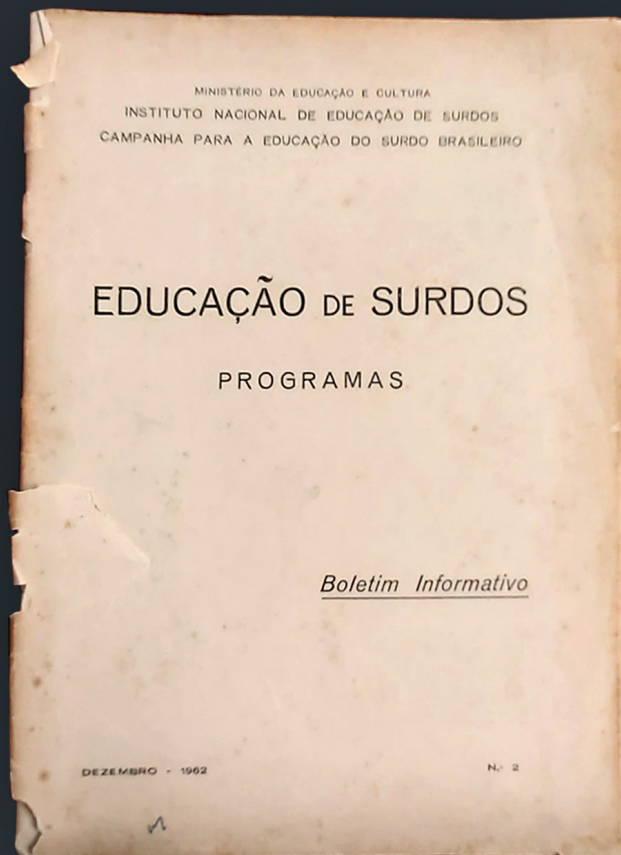 MINISTÉRIO DA EDUCAÇÃO E CULTURA
INSTITUTO NACIONAL DE EDUCAÇÃO DE SURDOS
CAMPANHA PARA A EDUCAÇÃO DO SURDO BRASILEIRO
EDUCAÇÃO DE SURDOS
PROGRAMAS
Boletim Informativo
DEZEMBRO - 1962 N.º 2